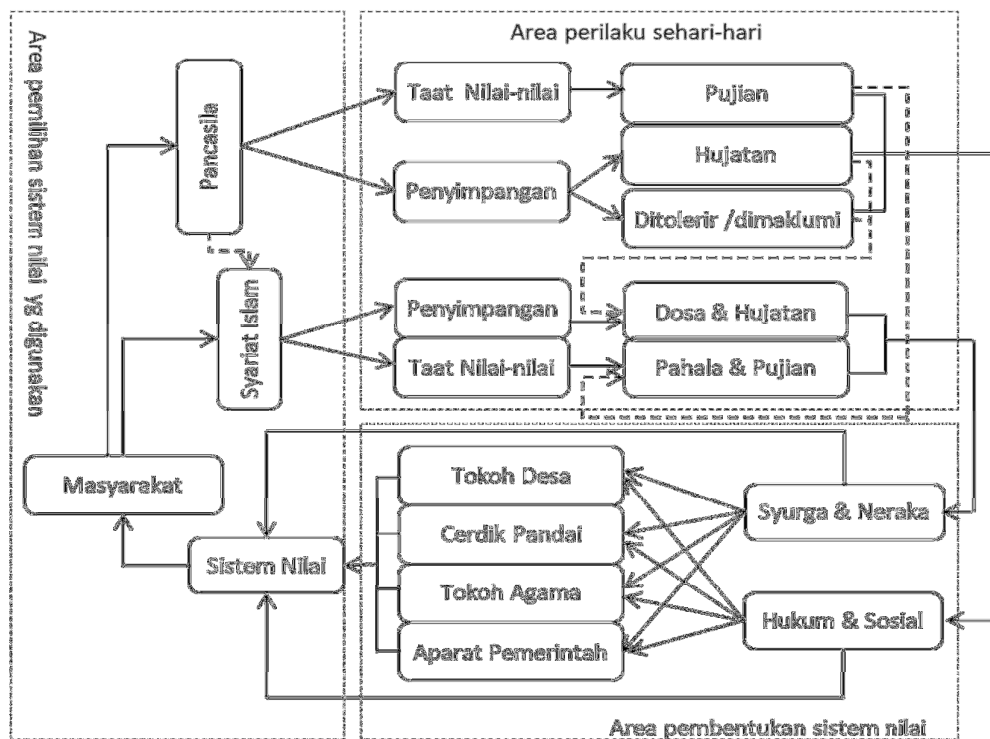 Area pemilihan sistem nilai yg digunakan
Area perilaku sehari-hari
Pancasila
Taat Nilai-nilai
Pujian
Hujatan
Penyimpangan
Ditolerir /dimaklumi
Syariat Islam
Penyimpangan
Dosa & Hujatan
Taat Nilai-nilai
Pahala & Pujian
Masyarakat
Sistem Nilai
Tokoh Desa
Cerdik Pandai
Tokoh Agama
Aparat Pemerintah
Syurga & Neraka
Hukum & Sosial
Area pembentukan sistem nilai